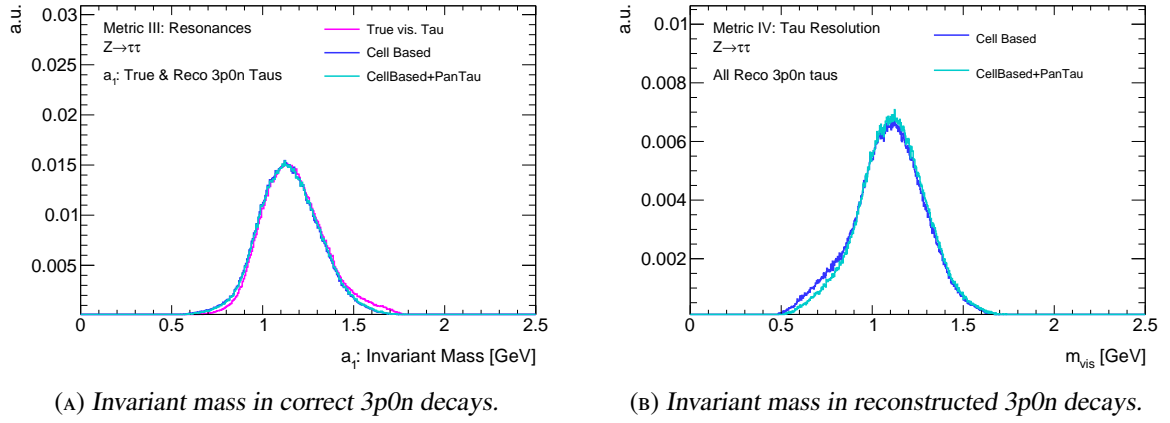 a.u.
0.03
0.025
0.02
0.015
0.01
0.005
0
0.5
1
1.5
2
2.5
Metric III: Resonances
Z→ττ
a₁: True & Reco 3p0n Taus
True vis. Tau
Cell Based
CellBased+PanTau
a₁: Invariant Mass [GeV]
(A) Invariant mass in correct 3p0n decays.
a.u.
0.01
0.008
0.006
0.004
0.002
0
0.5
1
1.5
2
2.5
Metric IV: Tau Resolution
Z→ττ
All Reco 3p0n taus
Cell Based
CellBased+PanTau
m_vis [GeV]
(B) Invariant mass in reconstructed 3p0n decays.